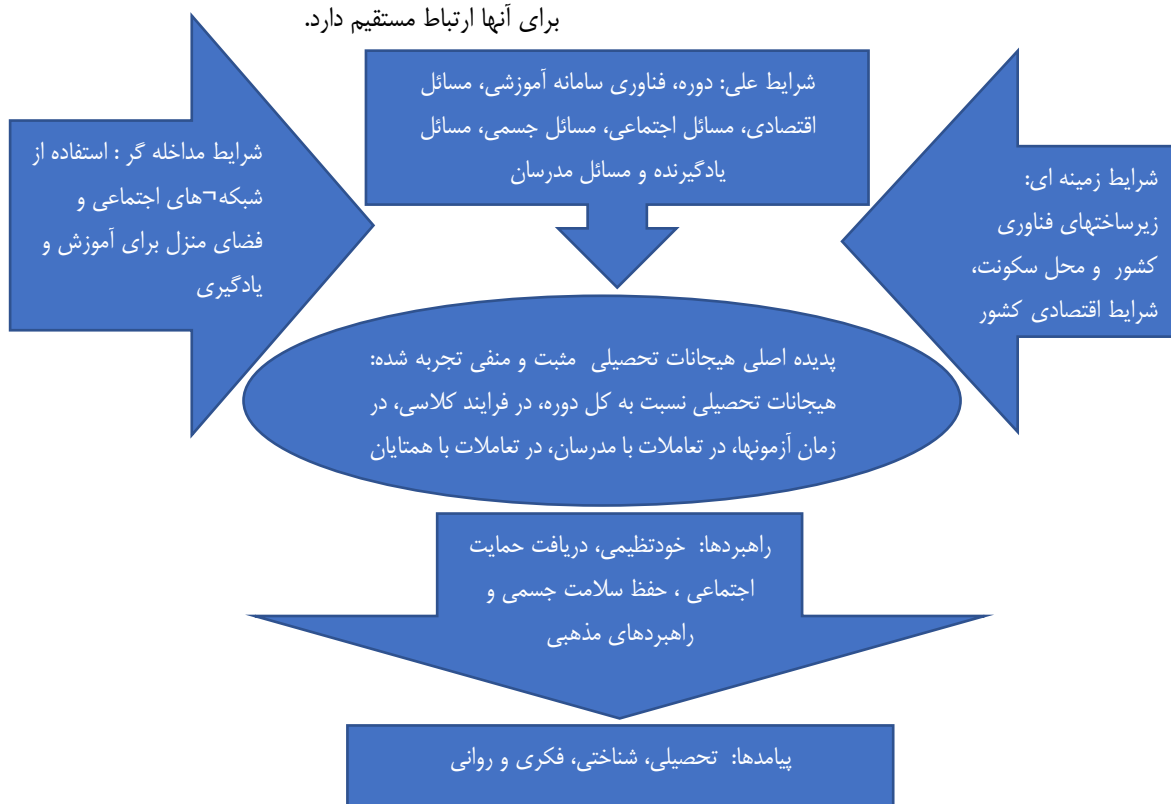 برای آنها ارتباط مستقیم دارد.
شرایط علی: دوره، فناوری سامانه آموزشی، مسائل
اقتصادی، مسائل اجتماعی، مسائل جسمی، مسائل
یادگیرنده و مسائل مدرسان
شرایط زمینه ای:
زیرساختهای فناوری
کشور و محل سکونت،
شرایط اقتصادی کشور
شرایط مداخله گر : استفاده از
شبکه¬های اجتماعی و
فضای منزل برای آموزش و
یادگیری
پدیده اصلی هیجانات تحصیلی مثبت و منفی تجربه شده:
هیجانات تحصیلی نسبت به کل دوره، در فرایند کلاسی، در
زمان آزمونها، در تعاملات با مدرسان، در تعاملات با همتایان
راهبردها: خودتظیمی، دریافت حمایت
اجتماعی ، حفظ سلامت جسمی و
راهبردهای مذهبی
پیامدها: تحصیلی، شناختی، فکری و روانی